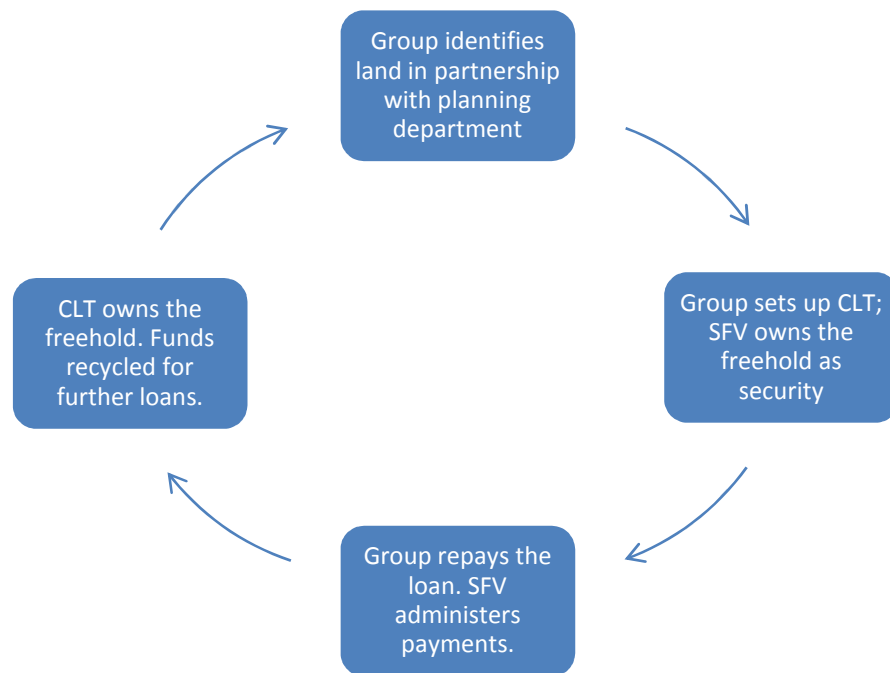 Group identifies
land in partnership
with planning
department
Group sets up CLT;
SFV owns the
freehold as
security
Group repays the
loan. SFV
administers
payments.
CLT owns the
freehold. Funds
recycled for
further loans.